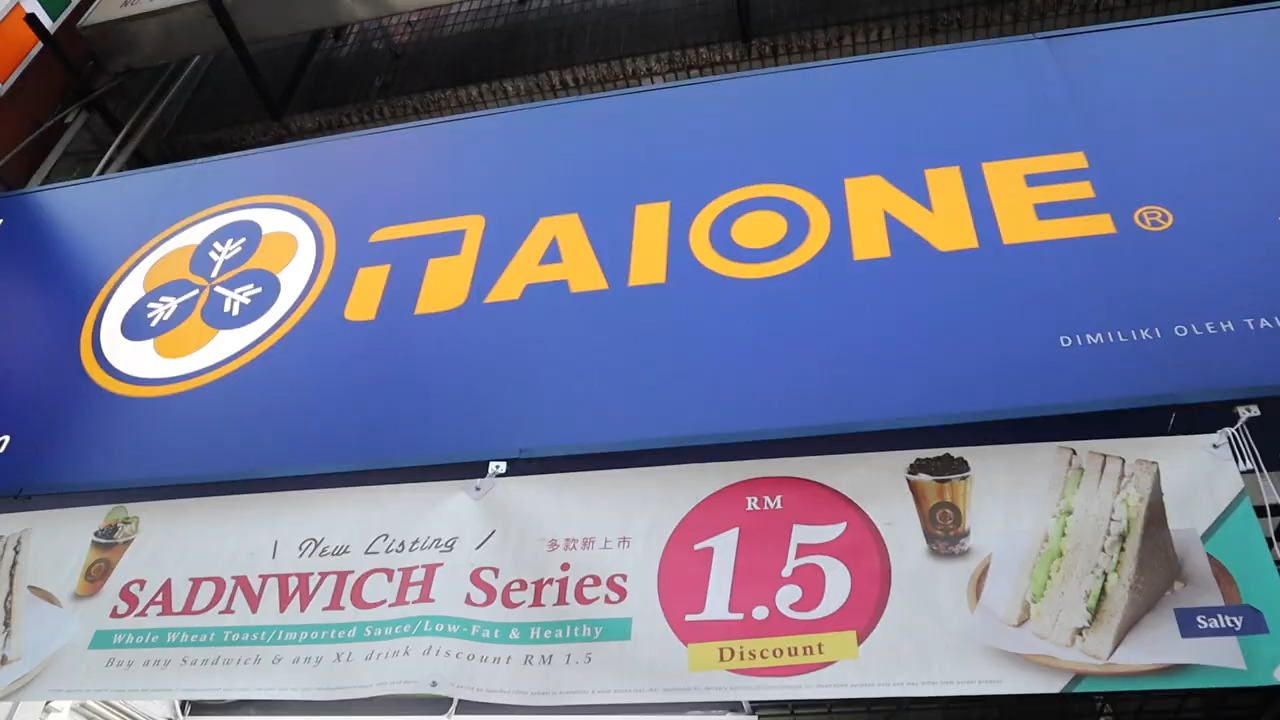 TAIONE®
DIMILIKI OLEH TAI
New Listing
多款新上市
SADNWICH Series
Whole Wheat Toast/Imported Sauce/Low-Fat & Healthy
Buy any Sandwich & any XL drink discount RM 1.5
RM
1.5
Discount
Salty